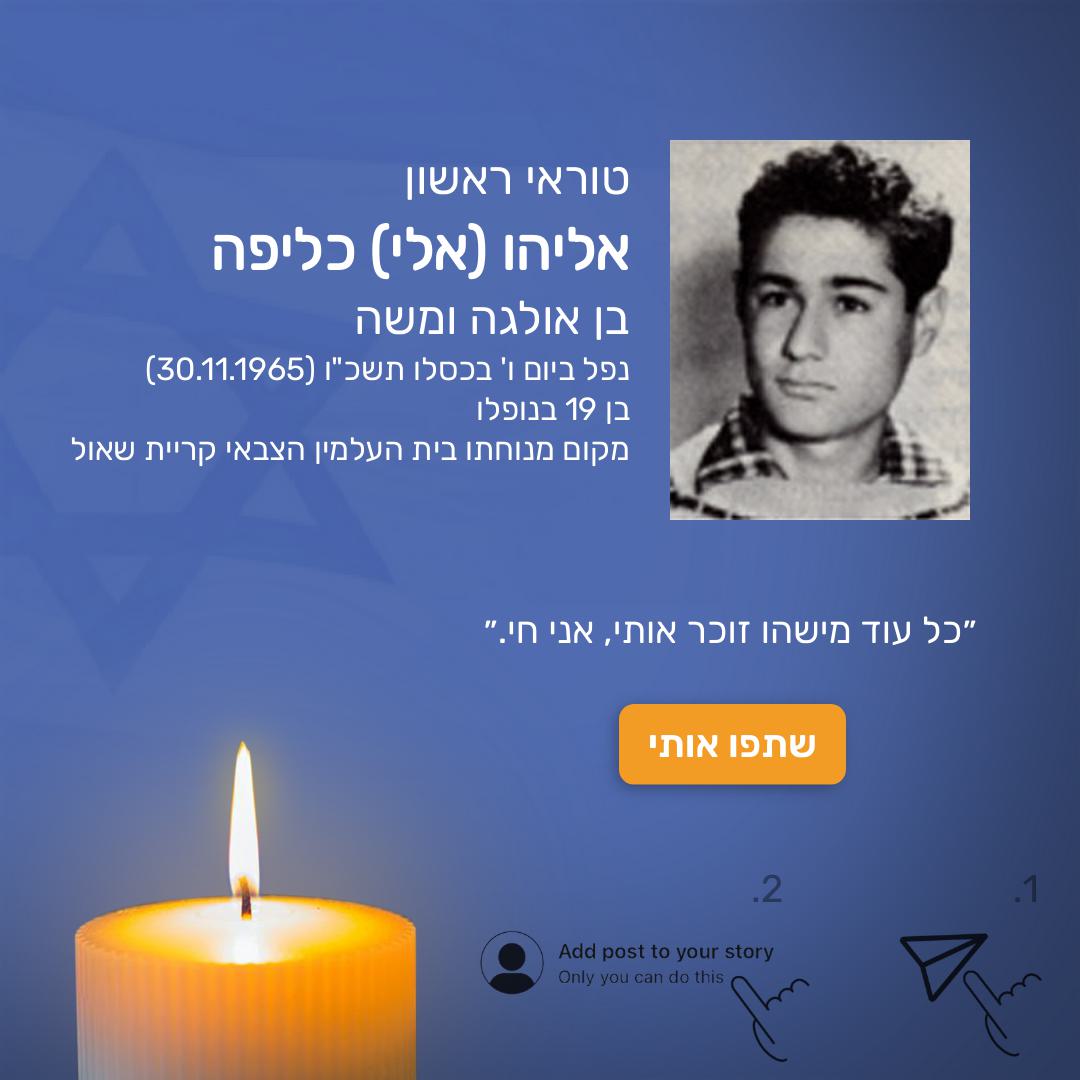 טוראי ראשון
אליהו (אלי) כליפה
בן אולגה ומשה
נפל ביום ו' בכסלו תשכ"ו (30.11.1965)
בן 19 בנופלו
מקום מנוחתו בית העלמין הצבאי קריית שאול
״כל עוד מישהו זוכר אותי, אני חי.״
שתפו אותי
1.
2.
Add post to your story
Only you can do this